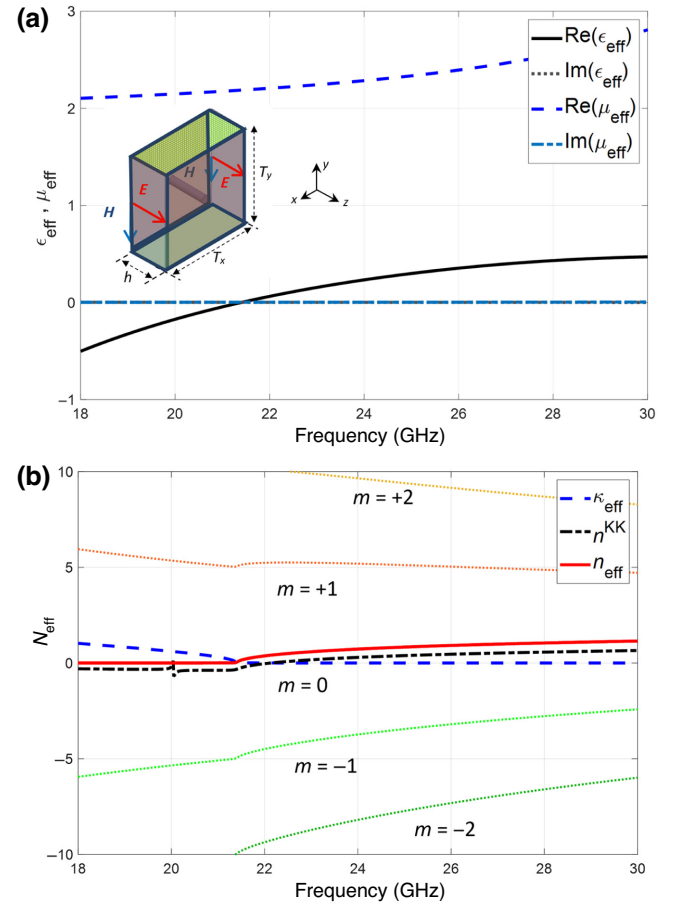 (a)
3
2
1
0
–1
ϵeff , μeff
18 20 22 24 26 28 30
Frequency (GHz)
Re(ϵeff)
Im(ϵeff)
Re(μeff)
Im(μeff)
H
E
H
E
Ty
Tx
h
y
x
z
(b)
10
5
0
–5
–10
Neff
18 20 22 24 26 28 30
Frequency (GHz)
κeff
nKK
neff
m = +2
m = +1
m = 0
m = –1
m = –2